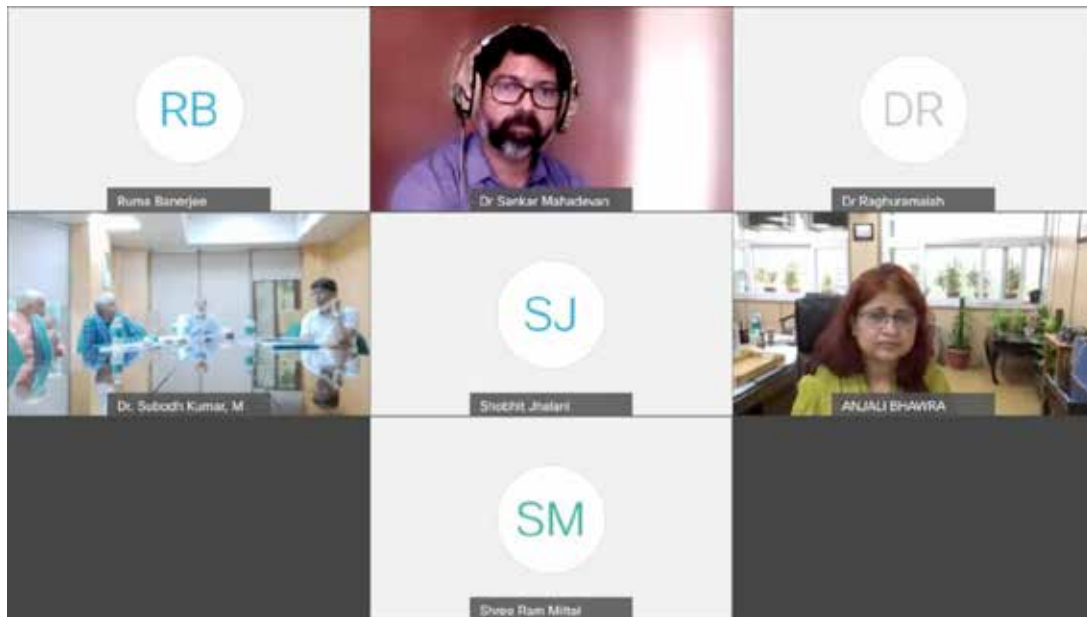 RB
Ruma Banerjee
Dr Sankar Mahadevan
DR
Dr Raghuramaiah
Dr. Subodh Kumar, M
SJ
Shobhit Jhalani
ANJALI BHAWRA
SM
Shree Ram Mittal